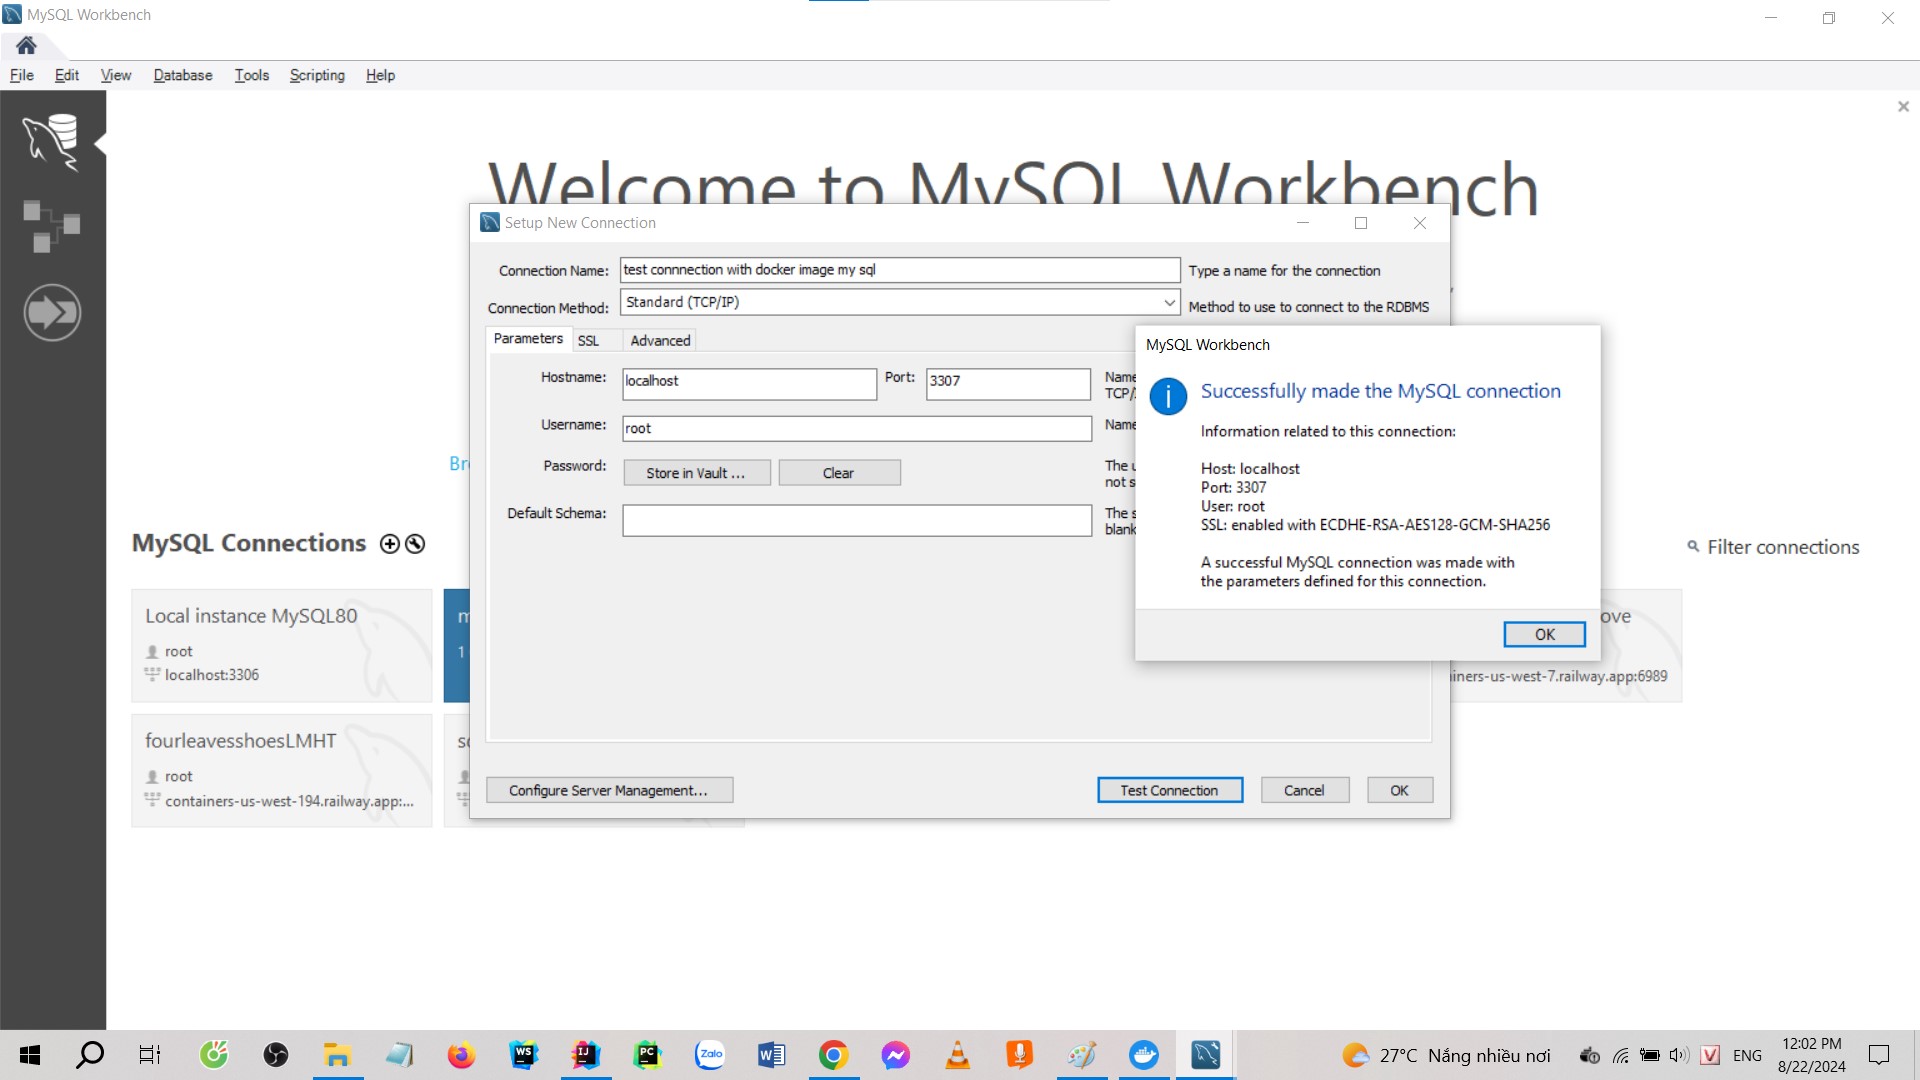 MySQL Workbench
File Edit View Database Tools Scripting Help
Welcome to MySQL Workbench
Setup New Connection
Connection Name: test connnection with docker image my sql Type a name for the connection
Connection Method: Standard (TCP/IP) Method to use to connect to the RDBMS
Parameters SSL Advanced
Hostname: localhost Port: 3307 Name
TCP/
Username: root Name
Password: Store in Vault ... Clear The u
not s
Default Schema: The s
blank
MySQL Workbench
Successfully made the MySQL connection
Information related to this connection:
Host: localhost
Port: 3307
User: root
SSL: enabled with ECDHE-RSA-AES128-GCM-SHA256
A successful MySQL connection was made with
the parameters defined for this connection.
OK
Configure Server Management... Test Connection Cancel OK
Br
MySQL Connections
Filter connections
Local instance MySQL80
root
localhost:3306
m
1
ove
iners-us-west-7.railway.app:6989
fourleavesshoesLMHT
root
containers-us-west-194.railway.app:...
WS IJ PC Zalo W
27°C Nắng nhiều nơi V ENG 12:02 PM
8/22/2024